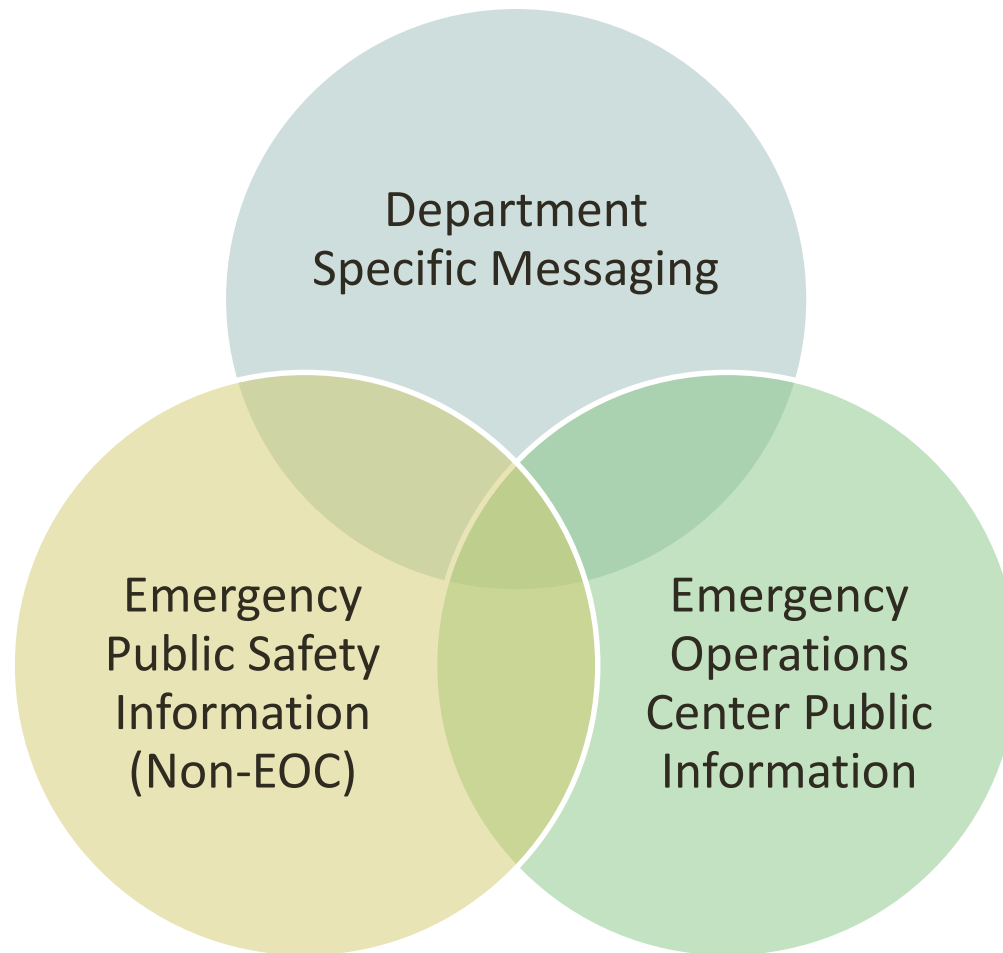 Department
Specific Messaging
Emergency
Public Safety
Information
(Non-EOC)
Emergency
Operations
Center Public
Information